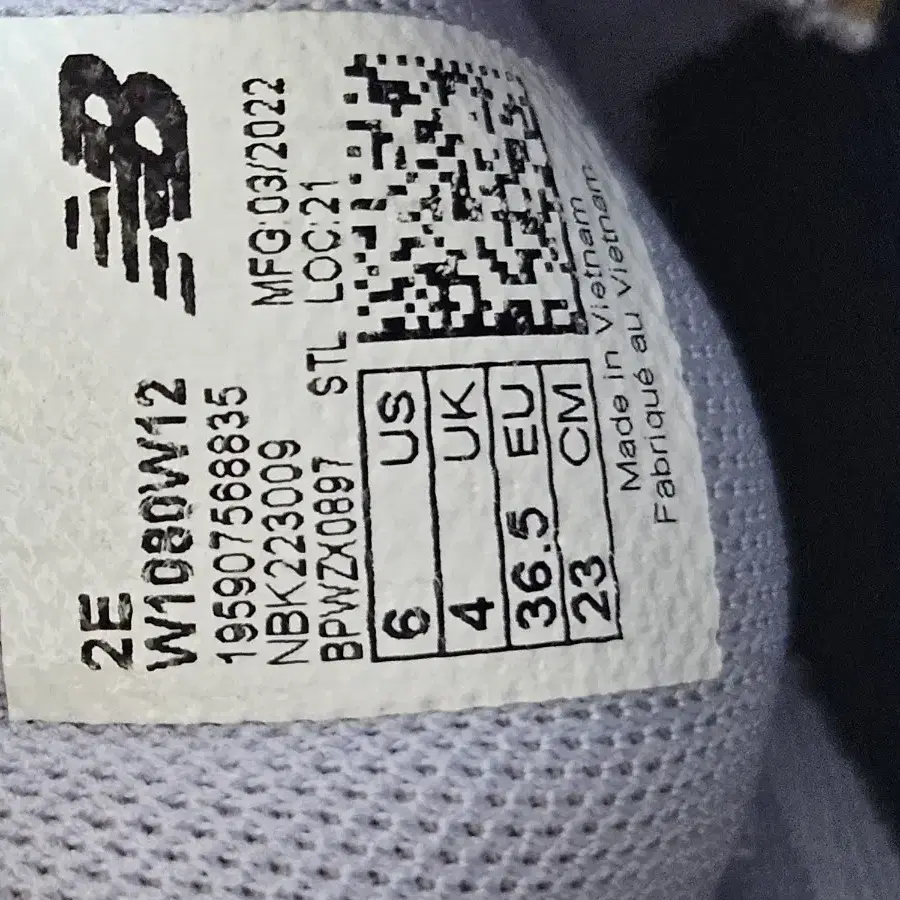 2E
W1080W12
195907568835
NBK223009 MFG:03/2022
BPWZX0897 STL LOC:21
6 US
4 UK
36.5 EU
23 CM
Made in Vietnam
Fabriqué au Vietnam